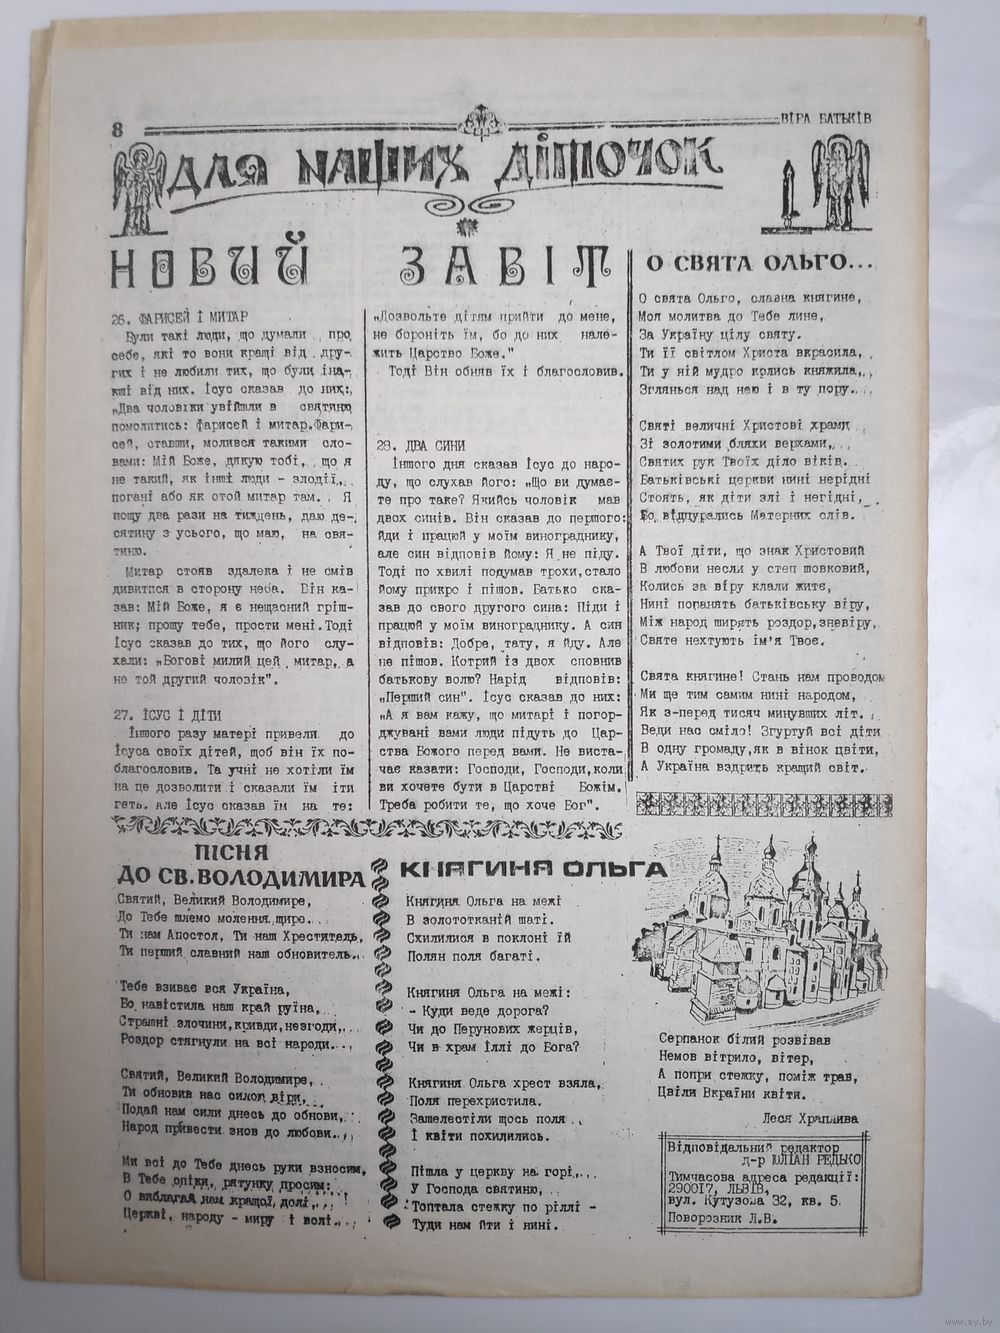 8
ВІРА БАТЬКІВ
ДЛЯ НАШИХ ДІТОЧОК
НОВИЙ ЗАВІТ
26. ФАРИСЕЙ І МИТАР
Були такі люди, що думали про
себе, які то вони кращі від дру-
гих і не любили тих, що були іна-
кші від них. Ісус сказав до них:
„Два чоловіки увійшли в святиню
помолитись: фарисей і митар. Фари-
сей, ставши, молився такими сло-
вами: Мій Боже, дякую тобі, що я
не такий, як інші люди - злодії,
погані або як отой митар там. Я
пощу два рази на тиждень, даю де-
сятину з усього, що маю, на свя-
тиню.
Митар стояв здалека і не смів
дивитися в сторону неба. Він ка-
зав: Мій Боже, я є нещасний гріш-
ник; прошу тебе, прости мені. Тоді
Ісус сказав до тих, що його слу-
хали: „Богові милий цей митар, а
не той другий чоловік".
27. ІСУС І ДІТИ
Іншого разу матері привели до
Ісуса своїх дітей, щоб він їх по-
благословив. Та учні не хотіли їм
на це дозволити і сказали їм іти
геть. Але Ісус сказав їм на те:
„Дозвольте дітям прийти до мене,
не бороніть їм, бо до них нале-
жить Царство Боже."
Тоді Він обняв їх і благословив.
28. ДВА СИНИ
Іншого дня сказав Ісус до наро-
ду, що слухав його: „Що ви думає-
те про таке? Якийсь чоловік мав
двох синів. Він сказав до першого:
Йди і працюй у моїм винограднику,
але син відповів йому: Я не піду.
Тоді по хвилі подумав трохи, стало
йому прикро і пішов. Батько ска-
зав до свого другого сина: Піди і
працюй у моїм винограднику. А син
відповів: Добре, тату, я йду. Але
не пішов. Котрий із двох сповнив
батькову волю? Нарід відповів:
„Перший син". Ісус сказав до них:
„А я вам кажу, що митарі і погор-
джувані вами люди підуть до Цар-
ства Божого перед вами. Не виста-
чає казати: Господи, Господи, коли
ви хочете бути в Царстві Божім.
Треба робити те, що хоче Бог".
О СВЯТА ОЛЬГО...
О свята Ольго, славна княгине,
Моя молитва до Тебе лине,
За Україну цілу святу.
Ти її світлом Христа вкрасила,
Ти у ній мудро колись княжила,
Зглянься над нею і в ту пору...
Святі величні Христові храми
Зі золотими бляхи верхами,
Святих рук Твоїх діло віків.
Батьківські церкви нині нерідні
Стоять, як діти злі і негідні,
Бо відцурались Матерних слів.
А Твої діти, що знак Христовий
В любови несли у степ шовковий,
Колись за віру клали житє,
Нині поганять батьківську віру,
Між народ ширять роздор, зневіру,
Святе нехтують ім'я Твоє.
Свята княгине! Стань нам проводом
Ми ще тим самим нині народом,
Як з-перед тисяч минувших літ.
Веди нас сміло! Згуртуй всі діти
В одну громаду, як в вінок цвіти,
А Україна вздрить кращий світ.
ПІСНЯ
ДО СВ. ВОЛОДИМИРА
Святий, Великий Володимире,
До Тебе шлемо молення щире.
Ти нам Апостол, Ти наш Хреститель,
Ти перший славний наш обновитель.
Тебе взиває вся Україна,
Бо навістила наш край руїна,
Страшні злочини, кривди, незгоди,
Роздор стягнули на всі народи...
Святий, Великий Володимире,
Ти обновив нас силою віри,
Подай нам сили днесь до обнови,
Народ привести знов до любови.
Ми всі до Тебе днесь руки взносим,
В Тебе опіки, рятунку просим:
О виблагай нам кращої долі,
Церкві, народу - миру і волі.
КНЯГИНЯ ОЛЬГА
Княгиня Ольга на межі
В золототканій шаті.
Схилилися в поклоні їй
Полян поля багаті.
Княгиня Ольга на межі:
- Куди веде дорога?
Чи до Перунових жерців,
Чи в храм Іллі до Бога?
Княгиня Ольга хрест взяла,
Поля перехристила.
Зашелестіли щось поля
І квіти похилились.
Пішла у церкву на горі,
У Господа святиню,
Топтала стежку по ріллі -
Туди нам йти і нині.
Серпанок білий розвівав
Немов вітрило, вітер,
А попри стежку, поміж трав,
Цвіли Вкраїни квіти.
Леся Храплива
Відповідальний редактор
д-р ЮЛІАН РЕДЬКО
Тимчасова адреса редакції:
290017, ЛЬВІВ,
вул. Кутузова 32, кв. 5.
Поворозник Л.В.
www.ay.by